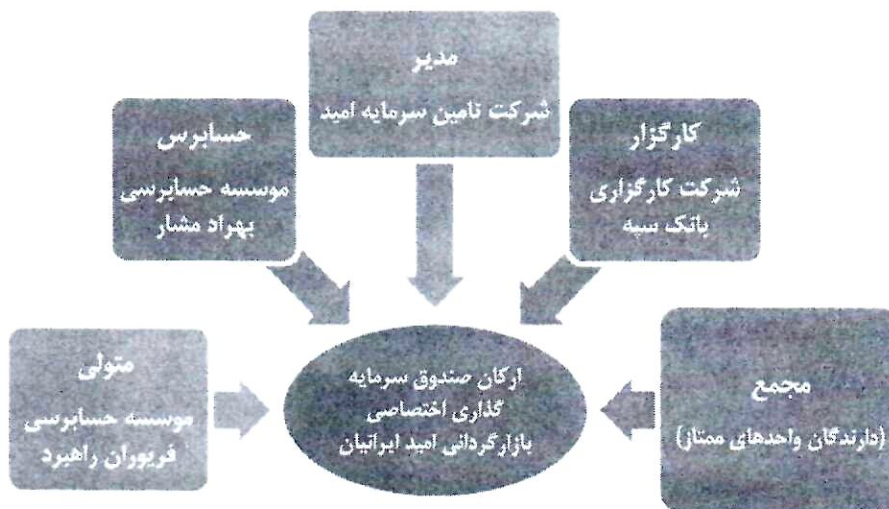 مدیر
شرکت تامین سرمایه امید
حسابرس
موسسه حسابرسی
بهراد مشار
کارگزار
شرکت کارگزاری
بانک سپه
متولی
موسسه حسابرسی
فریوران راهبرد
ارکان صندوق سرمایه
گذاری اختصاصی
بازارگردانی امید ایرانیان
مجمع
(دارندگان واحدهای ممتاز)